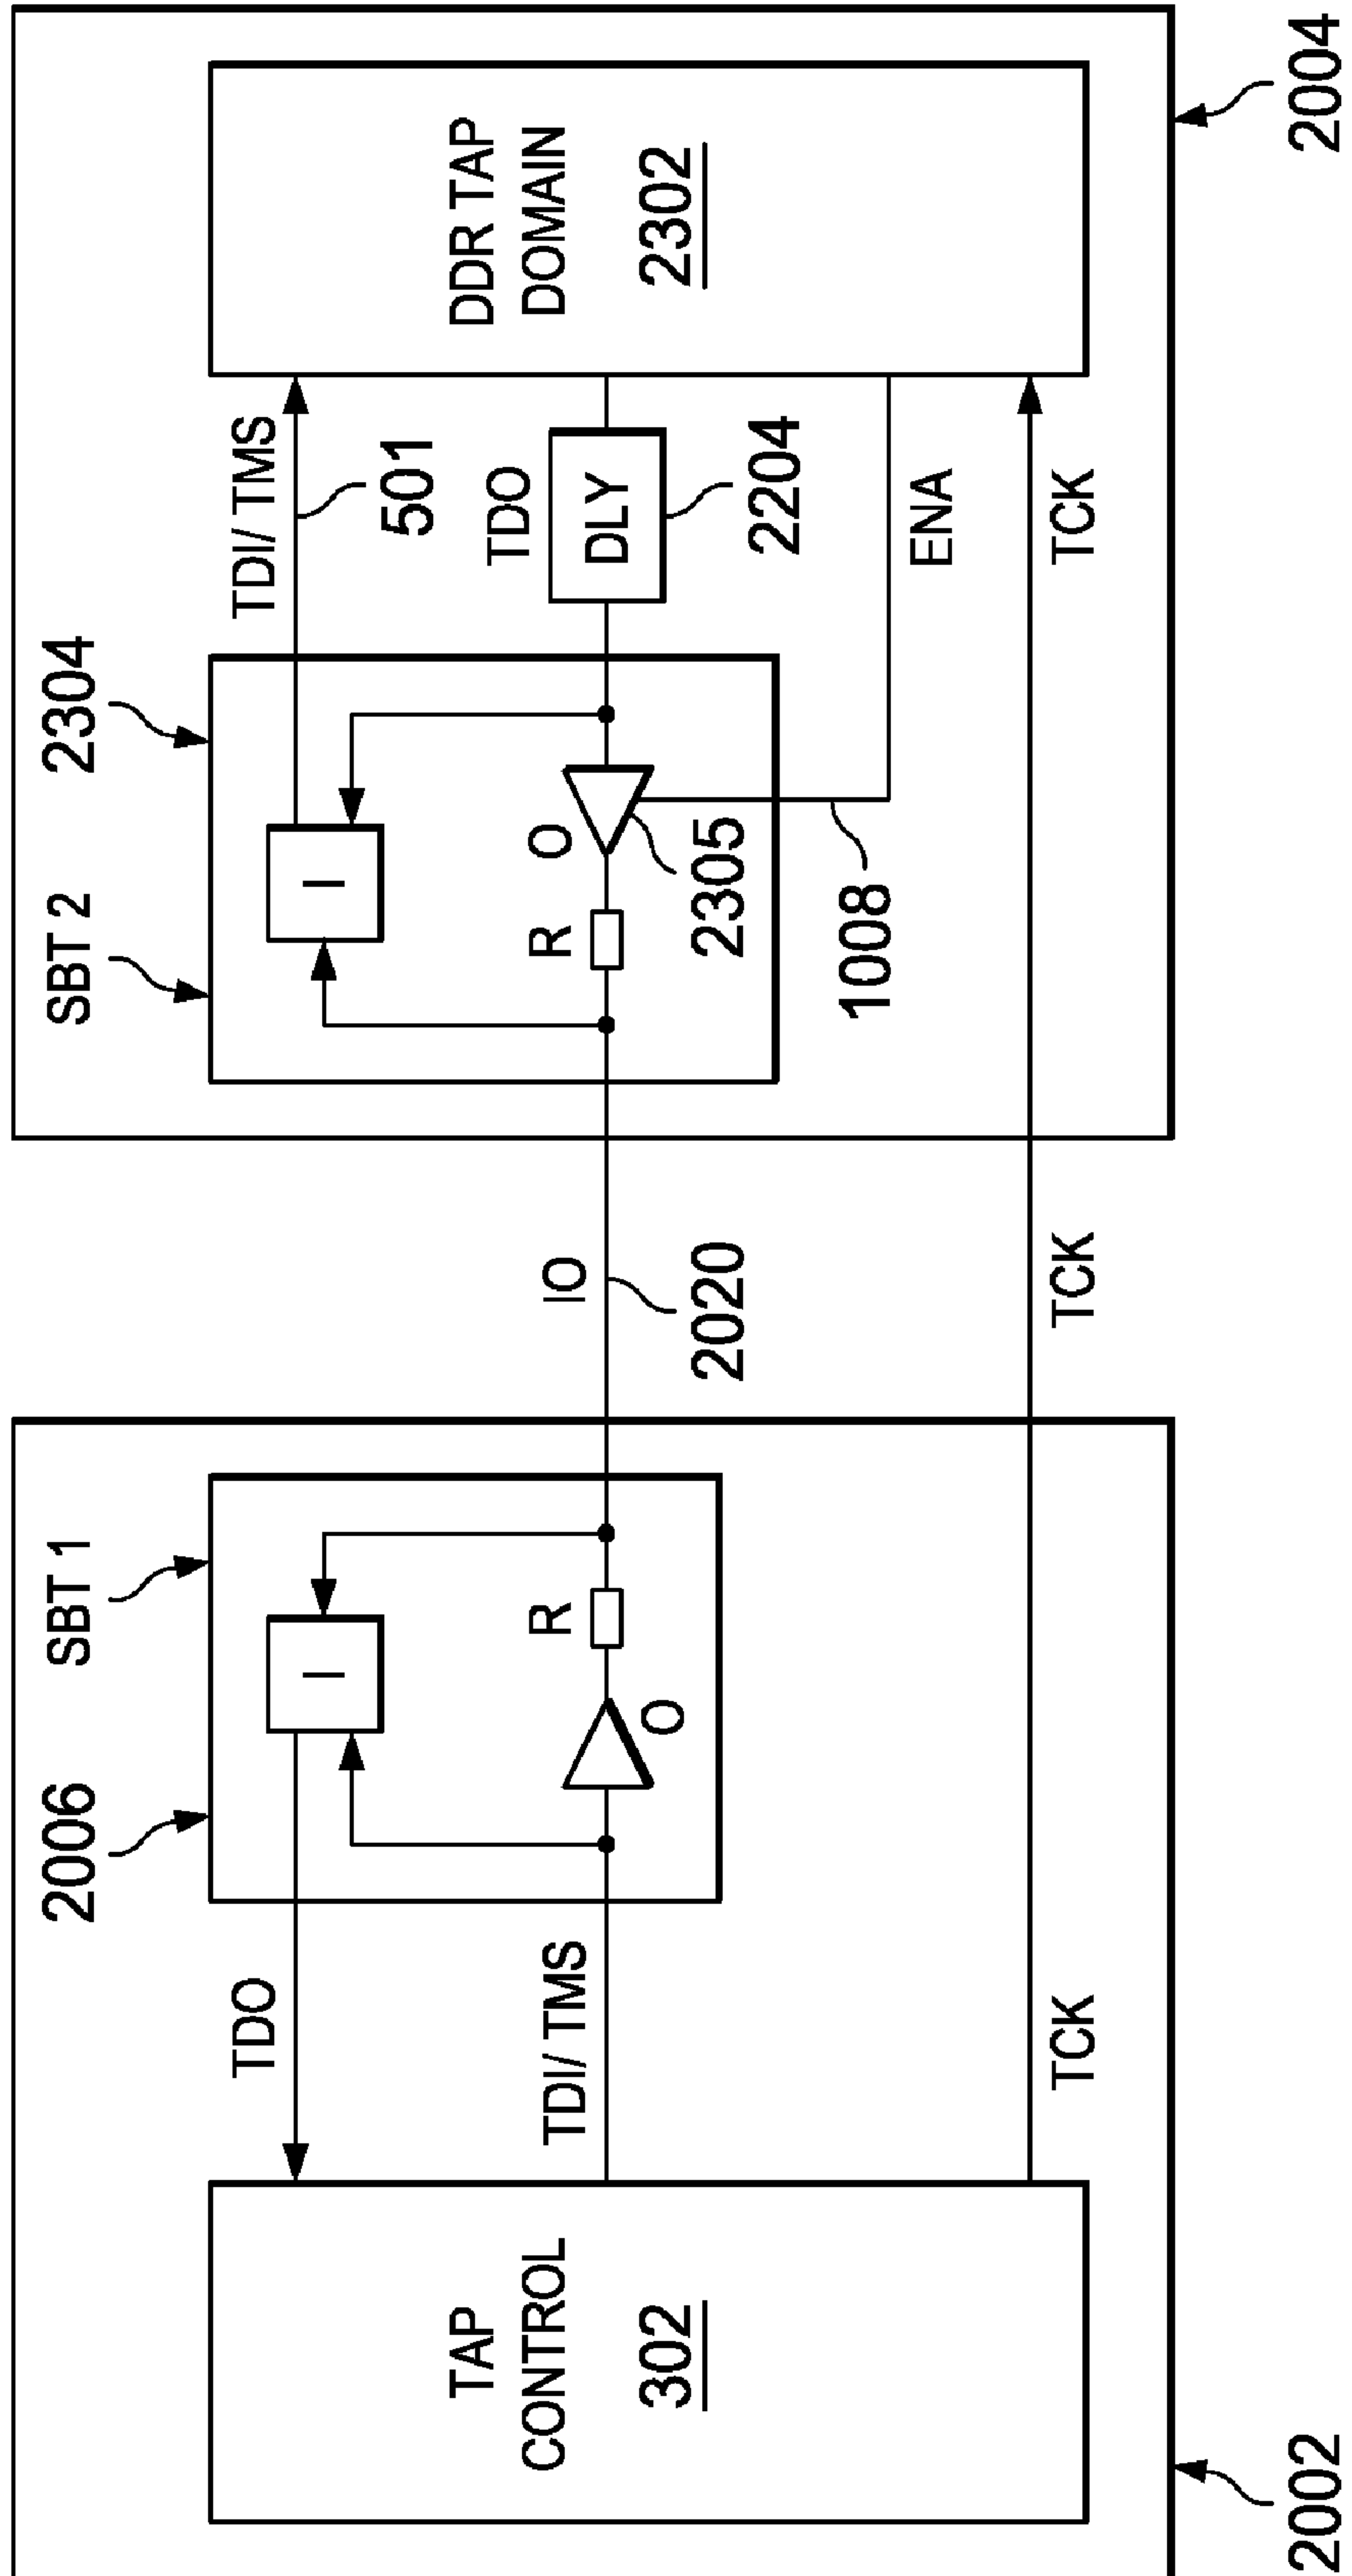 2006
SBT 1
SBT 2
2304
TDO
TDI/ TMS
501
I
I
TAP
CONTROL
302
TDI/ TMS
O
R
IO
2020
R
O
2305
TDO
DLY
2204
DDR TAP
DOMAIN
2302
1008
ENA
TCK
TCK
TCK
2002
2004